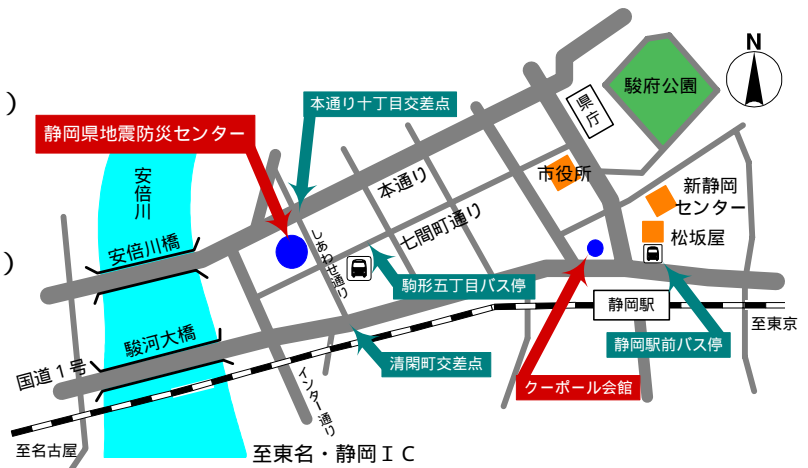 N
)
本通り十丁目交差点
駿府公園
県庁
静岡県地震防災センター
安倍川
本通り
市役所
新静岡
センター
しあわせ通り
七間町通り
松坂屋
安倍川橋
)
駒形五丁目バス停
静岡駅
至東京
駿河大橋
静岡駅前バス停
国道1号
清閑町交差点
クーポール会館
インター通り
至名古屋
至東名・静岡IC